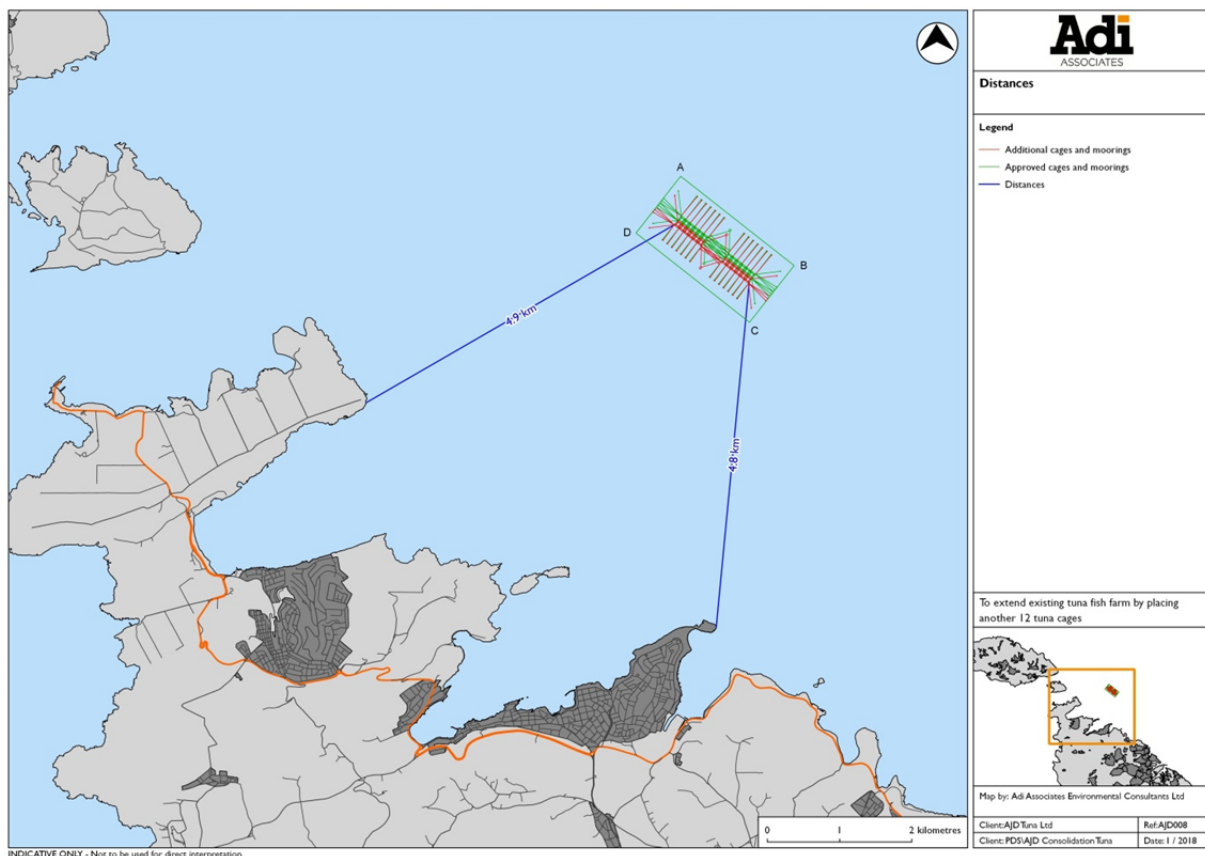 Adi
ASSOCIATES
Distances
Legend
Additional cages and moorings
Approved cages and moorings
Distances
A
B
C
D
4.9 km
4.8 km
0 1 2 kilometres
To extend existing tuna fish farm by placing
another 12 tuna cages
Map by: Adi Associates Environmental Consultants Ltd
Client:AJD Tuna Ltd Ref:AJD008
Client: PDS\AJD Consolidation Tuna Date: 1 / 2018
INDICATIVE ONLY - Not to be used for direct interpretation